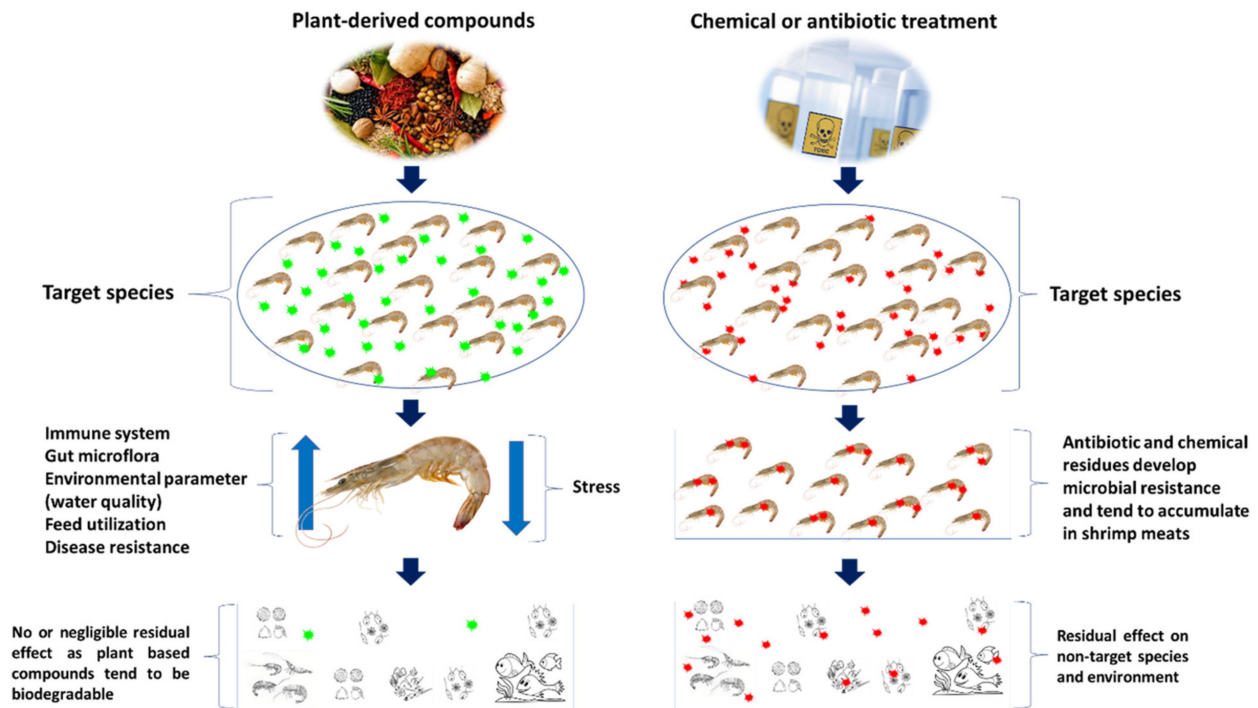 Plant-derived compounds
Chemical or antibiotic treatment
TOXIC
Target species
Target species
Immune system
Gut microflora
Environmental parameter
(water quality)
Feed utilization
Disease resistance
Stress
Antibiotic and chemical
residues develop
microbial resistance
and tend to accumulate
in shrimp meats
No or negligible residual
effect as plant based
compounds tend to be
biodegradable
Residual effect on
non-target species
and environment